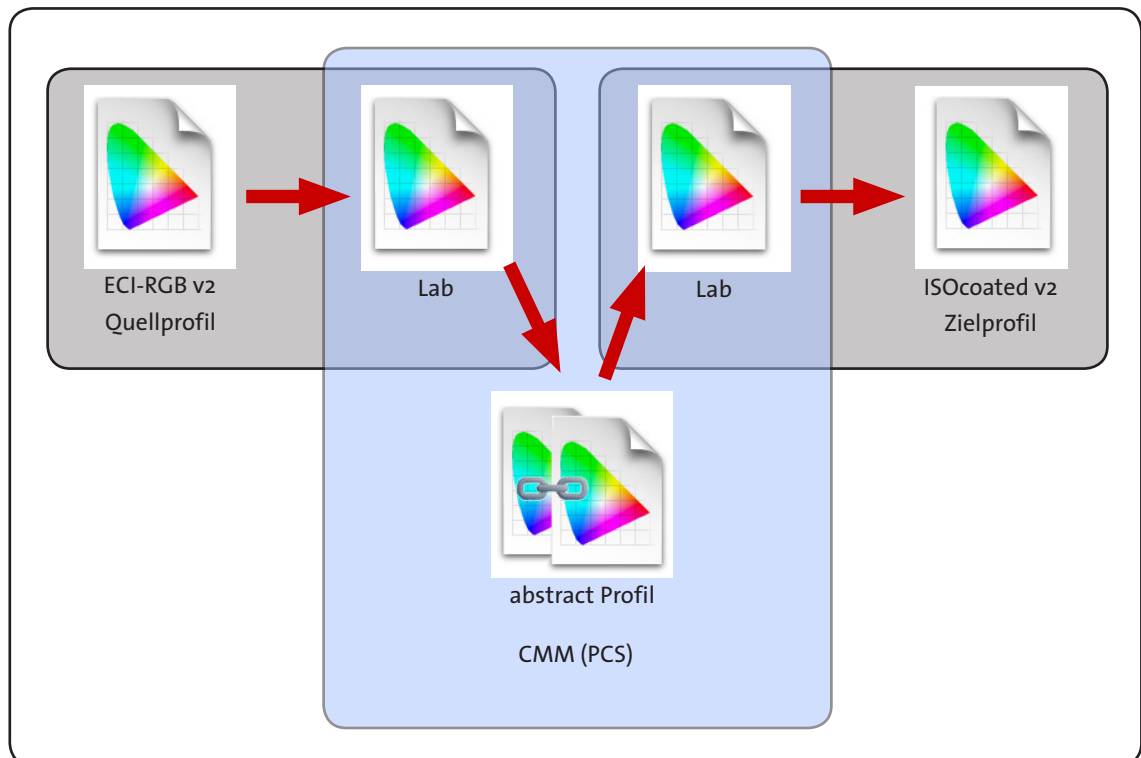 ECI-RGB v2
Quellprofil
Lab
Lab
ISOcoated v2
Zielprofil
abstract Profil
CMM (PCS)